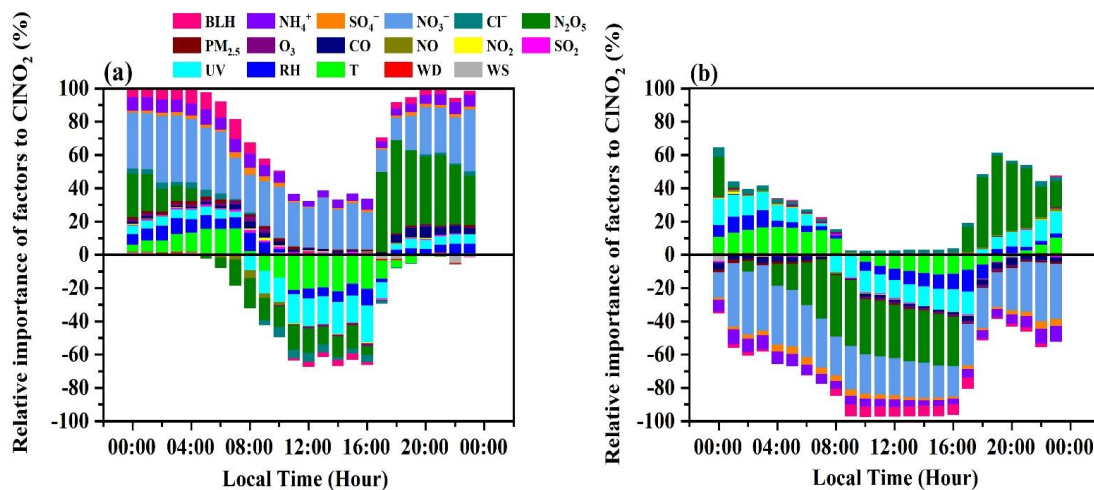 BLH NH₄⁺ SO₄⁻ NO₃⁻ Cl⁻ N₂O₅
PM₂.₅ O₃ CO NO NO₂ SO₂
UV RH T WD WS
Relative importance of factors to ClNO₂ (%)
(a)
100
80
60
40
20
0
-20
-40
-60
-80
-100
00:00 04:00 08:00 12:00 16:00 20:00 00:00
Local Time (Hour)
Relative importance of factors to ClNO₂ (%)
(b)
100
80
60
40
20
0
-20
-40
-60
-80
-100
00:00 04:00 08:00 12:00 16:00 20:00 00:00
Local Time (Hour)